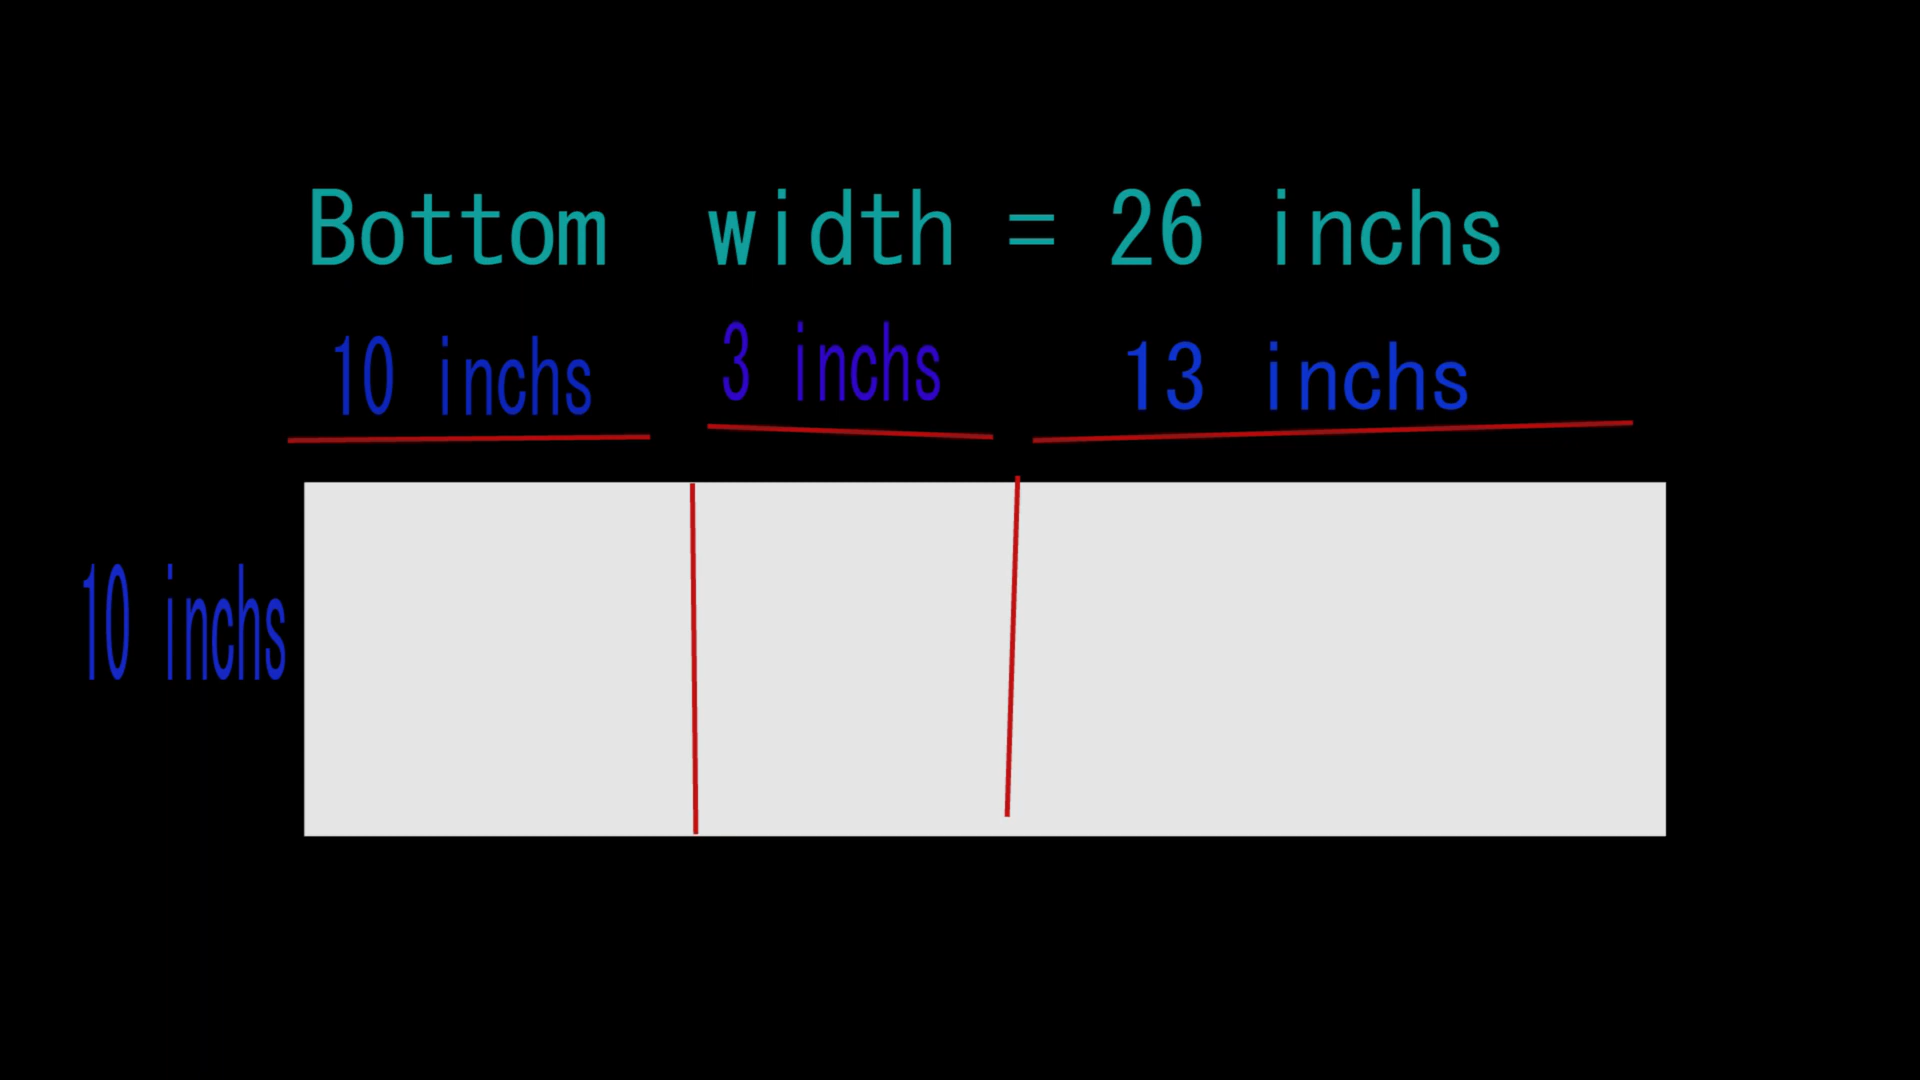 Bottom width = 26 inchs
10 inchs
3 inchs
13 inchs
10 inchs